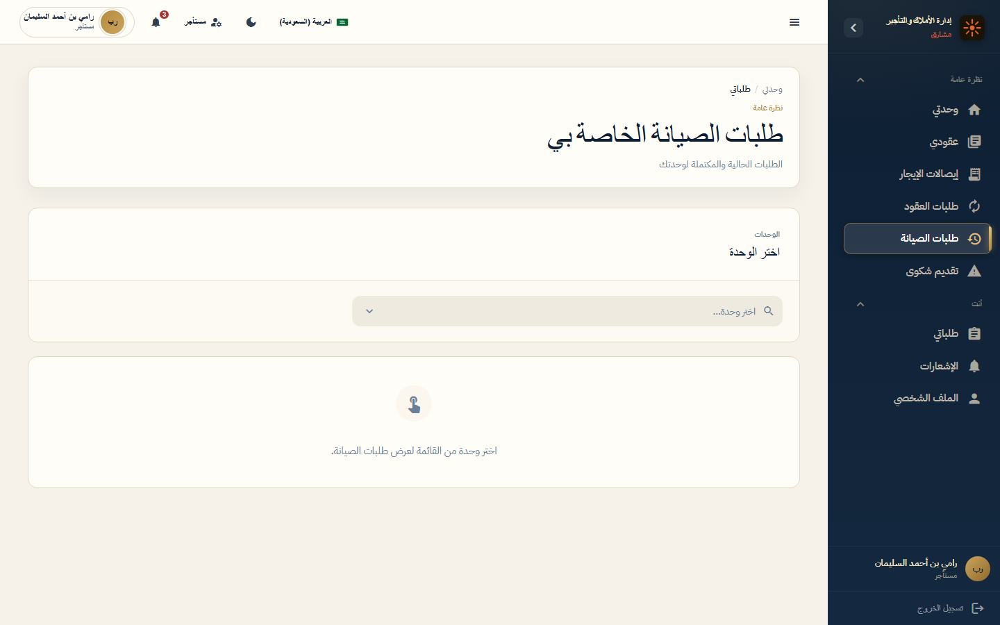 إدارة الأملاك والتأجير
مشارق
نظرة عامة
وحدتي
عقودي
إيصالات الإيجار
طلبات العقود
طلبات الصيانة
تقديم شكوى
أنت
طلباتي
الإشعارات
الملف الشخصي
رامي بن أحمد السليمان
مستأجر
تسجيل الخروج
العربية (السعودية)
مستأجر
3
رب
رامي بن أحمد السليمان
مستأجر
وحدتي / طلباتي
نظرة عامة
طلبات الصيانة الخاصة بي
الطلبات الحالية والمكتملة لوحدتك
الوحدات
اختر الوحدة
اختر وحدة...
اختر وحدة من القائمة لعرض طلبات الصيانة.
رب